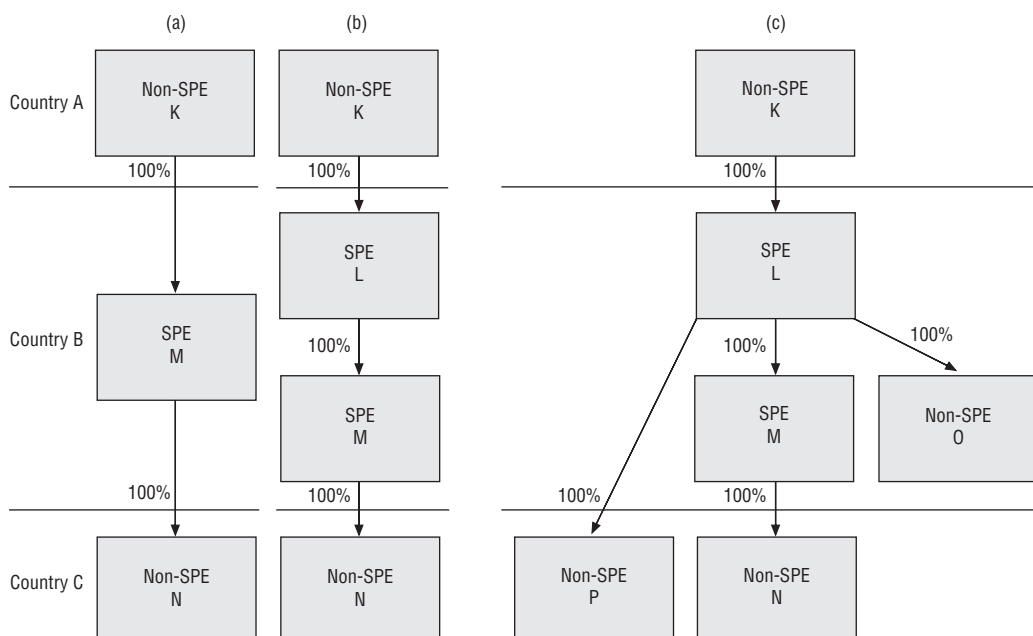 (a)
(b)
(c)
Country A
Non-SPE
K
Non-SPE
K
Non-SPE
K
100%
100%
100%
SPE
L
SPE
L
Country B
SPE
M
100%
100%
100%
SPE
M
SPE
M
Non-SPE
O
100%
100%
100%
100%
Country C
Non-SPE
N
Non-SPE
N
Non-SPE
P
Non-SPE
N